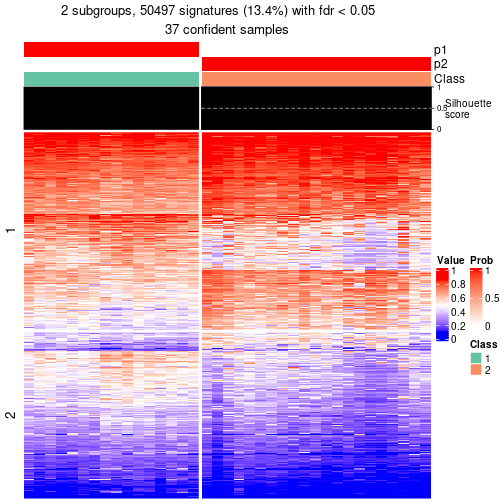 2 subgroups, 50497 signatures (13.4%) with fdr < 0.05
37 confident samples
p1
p2
Class
1
0.5
0
Silhouette
score
1
2
Value
1
0.8
0.6
0.4
0.2
0
Prob
1
0.5
0
Class
1
2